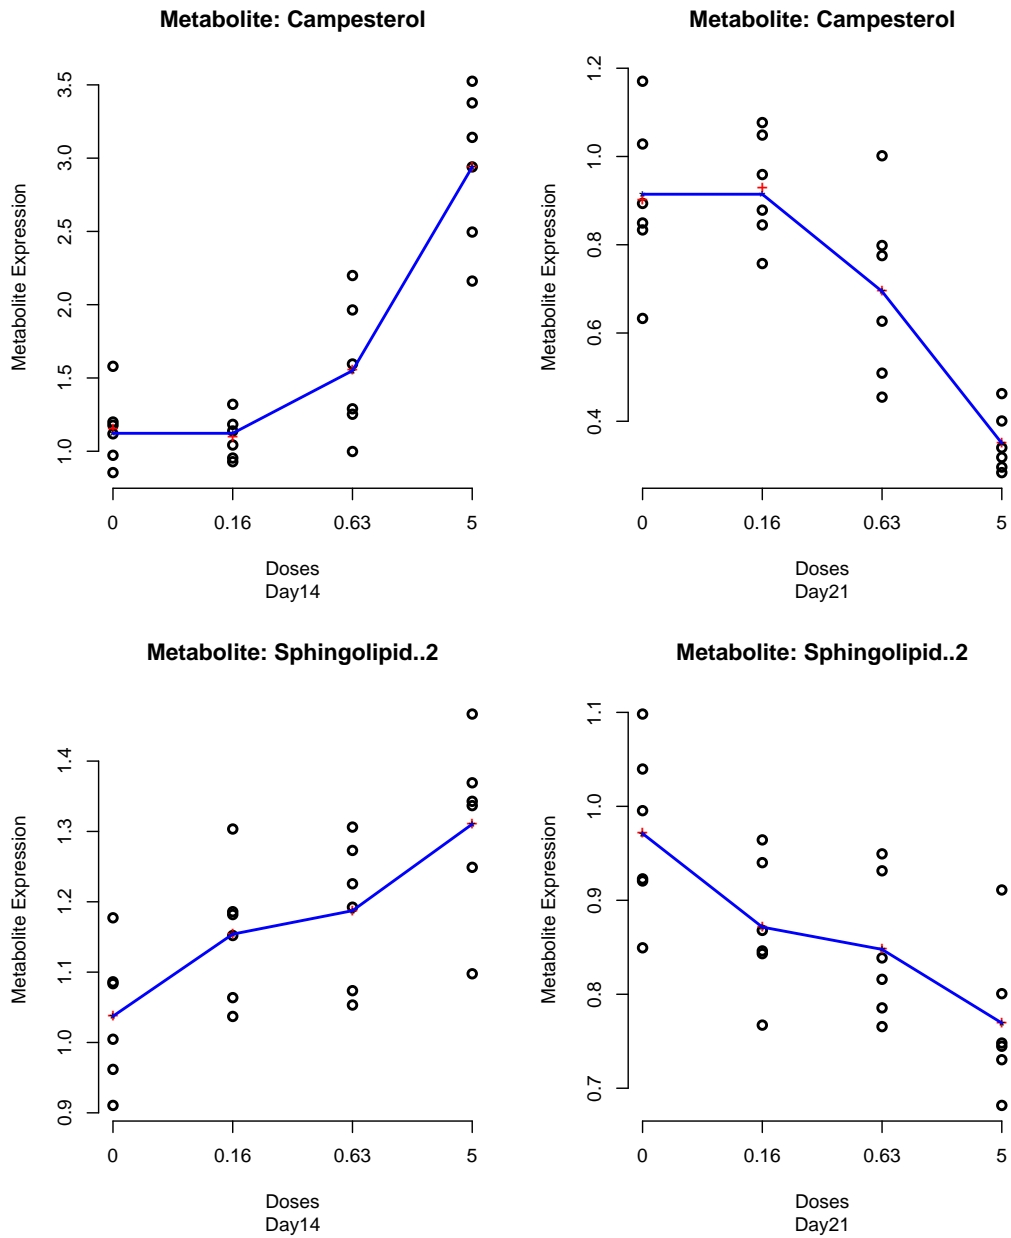 Metabolite: Campesterol
Metabolite Expression
3.5
3.0
2.5
2.0
1.5
1.0
0 0.16 0.63 5
Doses
Day14
Metabolite: Campesterol
Metabolite Expression
1.2
1.0
0.8
0.6
0.4
0 0.16 0.63 5
Doses
Day21
Metabolite: Sphingolipid..2
Metabolite Expression
1.4
1.3
1.2
1.1
1.0
0.9
0 0.16 0.63 5
Doses
Day14
Metabolite: Sphingolipid..2
Metabolite Expression
1.1
1.0
0.9
0.8
0.7
0 0.16 0.63 5
Doses
Day21